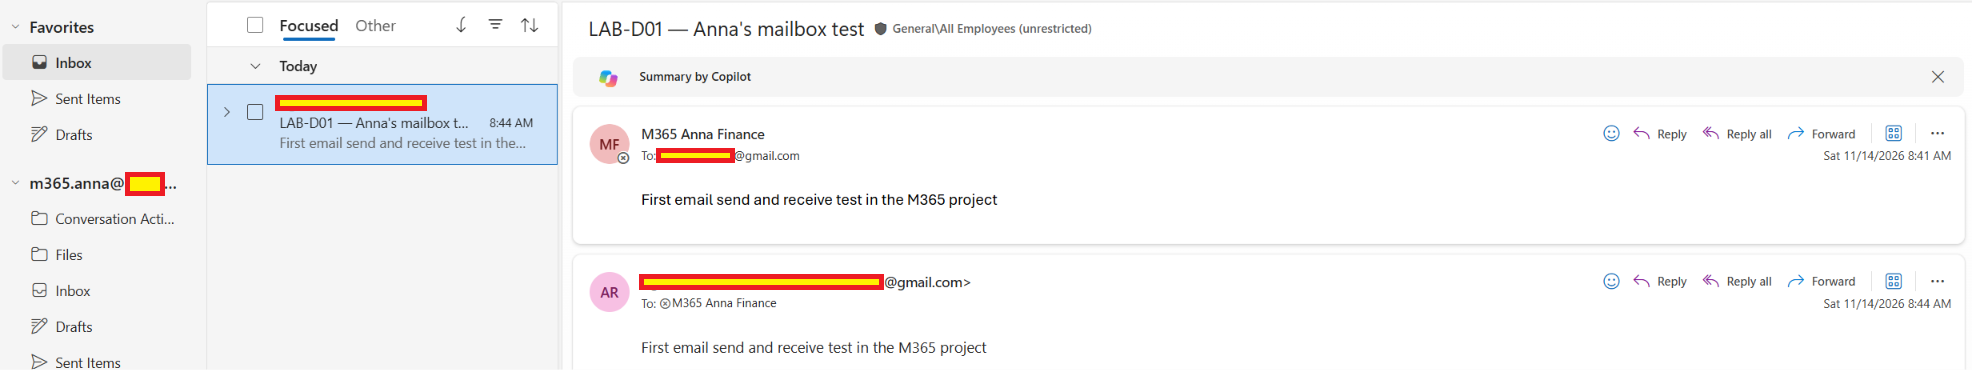 Favorites
Inbox
Sent Items
Drafts
m365.anna@ ...
Conversation Acti...
Files
Inbox
Drafts
Sent Items
Focused Other
Today
LAB-D01 — Anna's mailbox t... 8:44 AM
First email send and receive test in the...
LAB-D01 — Anna's mailbox test General\All Employees (unrestricted)
Summary by Copilot
MF M365 Anna Finance Reply Reply all Forward
To: @gmail.com Sat 11/14/2026 8:41 AM
First email send and receive test in the M365 project
AR @gmail.com> Reply Reply all Forward
To: M365 Anna Finance Sat 11/14/2026 8:44 AM
First email send and receive test in the M365 project